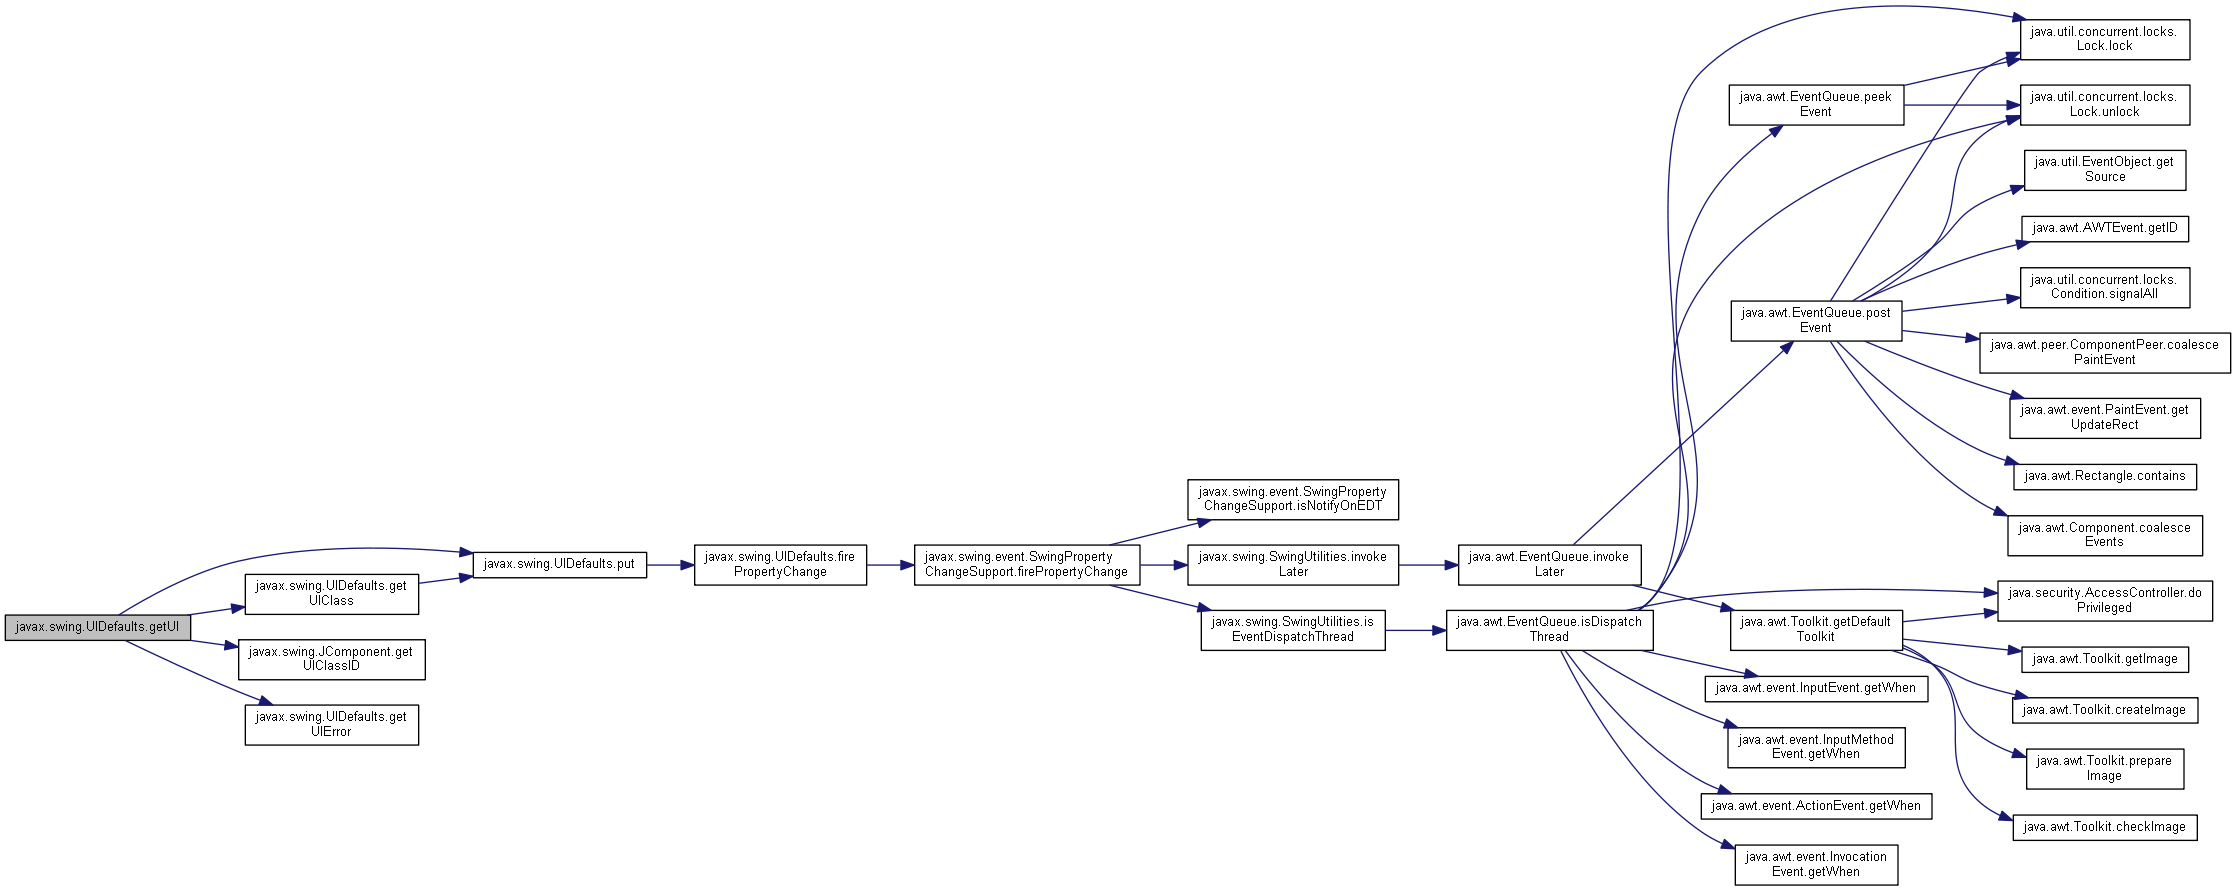 javax.swing.UIDefaults.getUI
javax.swing.UIDefaults.get
UIClass
javax.swing.JComponent.get
UIClassID
javax.swing.UIDefaults.get
UIError
javax.swing.UIDefaults.put
javax.swing.UIDefaults.fire
PropertyChange
javax.swing.event.SwingProperty
ChangeSupport.firePropertyChange
javax.swing.event.SwingProperty
ChangeSupport.isNotifyOnEDT
javax.swing.SwingUtilities.invoke
Later
javax.swing.SwingUtilities.is
EventDispatchThread
java.awt.EventQueue.invoke
Later
java.awt.EventQueue.isDispatch
Thread
java.awt.EventQueue.peek
Event
java.awt.EventQueue.post
Event
java.awt.Toolkit.getDefault
Toolkit
java.awt.event.InputEvent.getWhen
java.awt.event.InputMethod
Event.getWhen
java.awt.event.ActionEvent.getWhen
java.awt.event.Invocation
Event.getWhen
java.util.concurrent.locks.
Lock.lock
java.util.concurrent.locks.
Lock.unlock
java.util.EventObject.get
Source
java.awt.AWTEvent.getID
java.util.concurrent.locks.
Condition.signalAll
java.awt.peer.ComponentPeer.coalesce
PaintEvent
java.awt.event.PaintEvent.get
UpdateRect
java.awt.Rectangle.contains
java.awt.Component.coalesce
Events
java.security.AccessController.do
Privileged
java.awt.Toolkit.getImage
java.awt.Toolkit.createImage
java.awt.Toolkit.prepare
Image
java.awt.Toolkit.checkImage